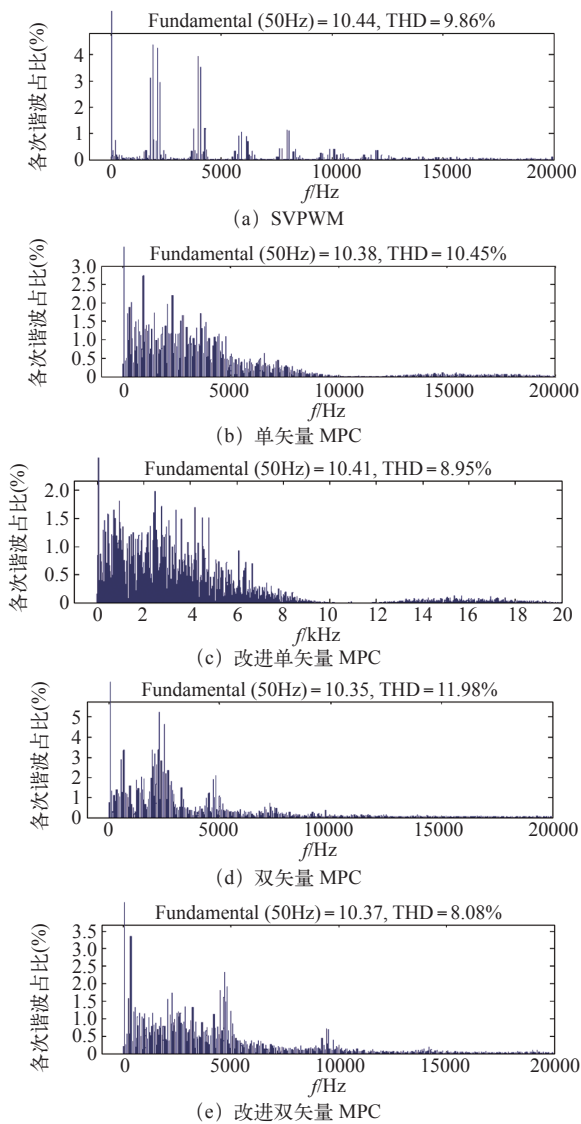 Fundamental (50Hz) = 10.44, THD = 9.86%
各次谐波占比(%)
4
3
2
1
0
0 5000 10000 15000 20000
f/Hz
(a) SVPWM
Fundamental (50Hz) = 10.38, THD = 10.45%
各次谐波占比(%)
3.0
2.5
2.0
1.5
1.0
0.5
0
0 5000 10000 15000 20000
f/Hz
(b) 单矢量 MPC
Fundamental (50Hz) = 10.41, THD = 8.95%
各次谐波占比(%)
2.0
1.5
1.0
0.5
0
0 2 4 6 8 10 12 14 16 18 20
f/kHz
(c) 改进单矢量 MPC
Fundamental (50Hz) = 10.35, THD = 11.98%
各次谐波占比(%)
5
4
3
2
1
0
0 5000 10000 15000 20000
f/Hz
(d) 双矢量 MPC
Fundamental (50Hz) = 10.37, THD = 8.08%
各次谐波占比(%)
3.5
3.0
2.5
2.0
1.5
1.0
0.5
0
0 5000 10000 15000 20000
f/Hz
(e) 改进双矢量 MPC